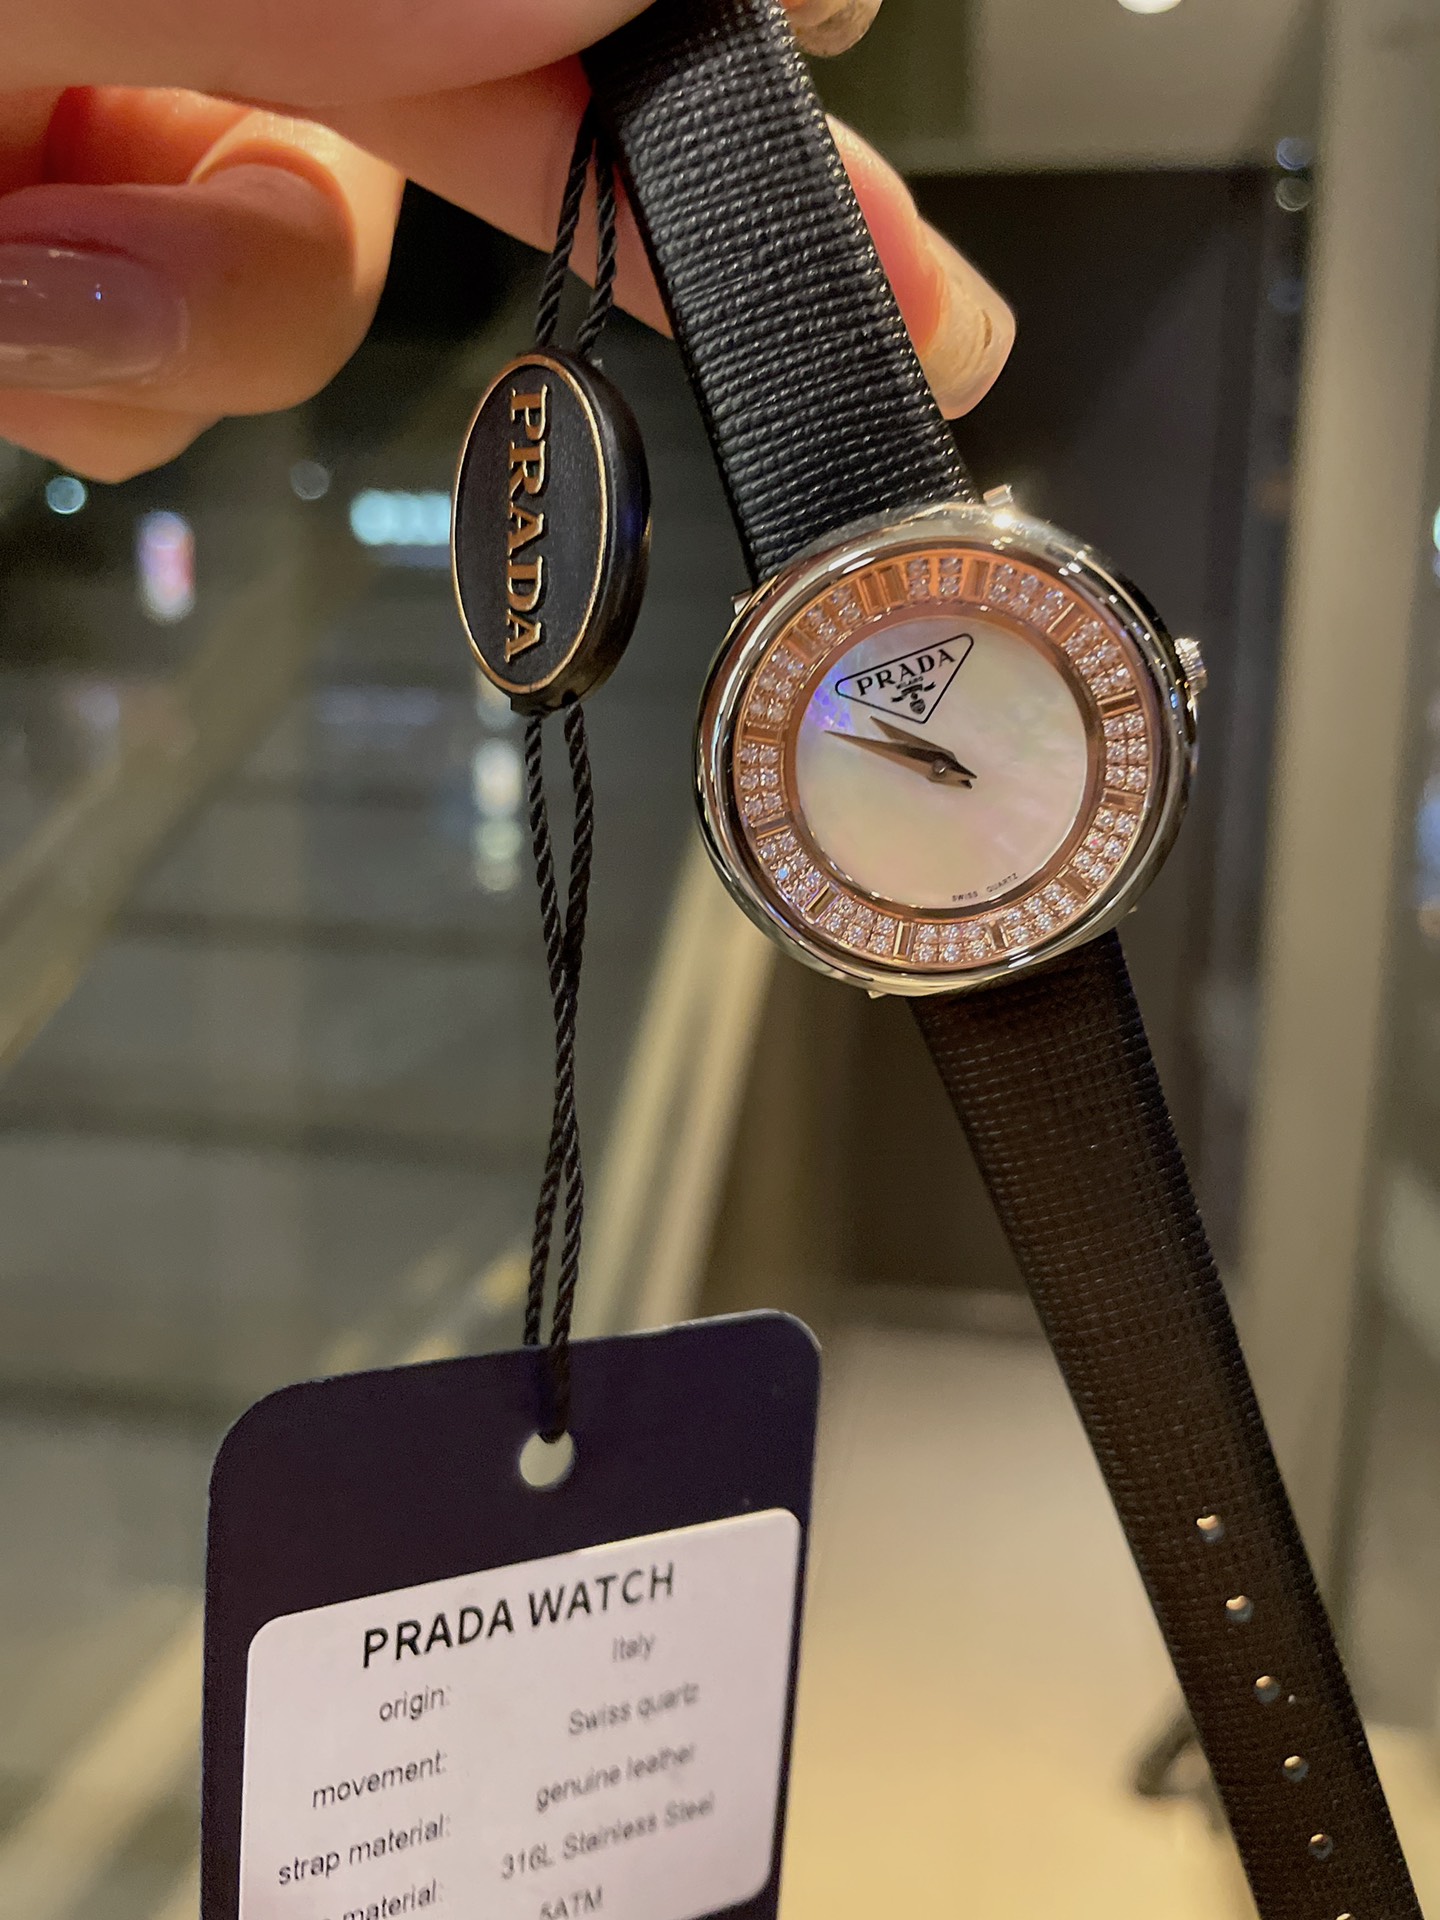 PRADA
PRADA
MILANO
SWISS QUARTZ
PRADA WATCH
origin: Italy
movement: Swiss quartz
strap material: genuine leather
material: 316L Stainless Steel
5ATM